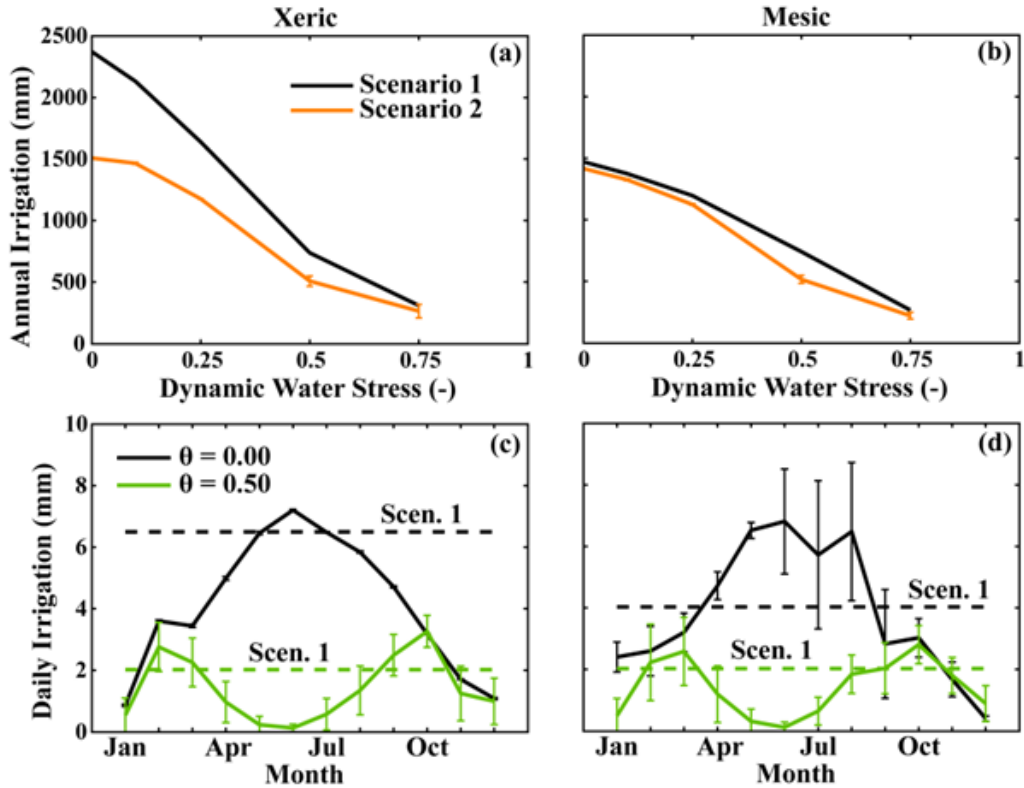 Xeric
Mesic
2500
2000
1500
1000
500
0
Annual Irrigation (mm)
(a)
Scenario 1
Scenario 2
0 0.25 0.5 0.75 1
Dynamic Water Stress (-)
(b)
0 0.25 0.5 0.75 1
Dynamic Water Stress (-)
10
8
6
4
2
0
Daily Irrigation (mm)
(c)
θ = 0.00
θ = 0.50
Scen. 1
Scen. 1
Jan Apr Jul Oct
Month
(d)
Scen. 1
Scen. 1
Jan Apr Jul Oct
Month